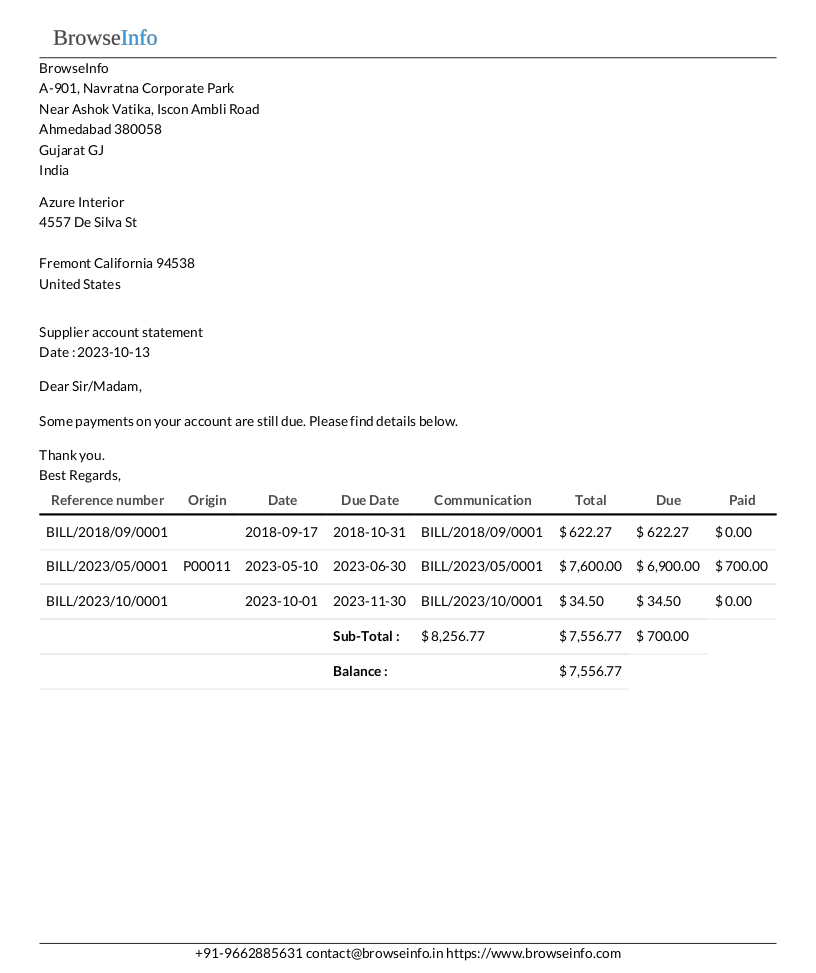 BrowseInfo
BrowseInfo
A-901, Navratna Corporate Park
Near Ashok Vatika, Iscon Ambli Road
Ahmedabad 380058
Gujarat GJ
India
Azure Interior
4557 De Silva St
Fremont California 94538
United States
Supplier account statement
Date : 2023-10-13
Dear Sir/Madam,
Some payments on your account are still due. Please find details below.
Thank you.
Best Regards,
Reference number Origin Date Due Date Communication Total Due Paid
BILL/2018/09/0001 2018-09-17 2018-10-31 BILL/2018/09/0001 $ 622.27 $ 622.27 $ 0.00
BILL/2023/05/0001 P00011 2023-05-10 2023-06-30 BILL/2023/05/0001 $ 7,600.00 $ 6,900.00 $ 700.00
BILL/2023/10/0001 2023-10-01 2023-11-30 BILL/2023/10/0001 $ 34.50 $ 34.50 $ 0.00
Sub-Total : $ 8,256.77 $ 7,556.77 $ 700.00
Balance : $ 7,556.77
+91-9662885631 contact@browseinfo.in https://www.browseinfo.com